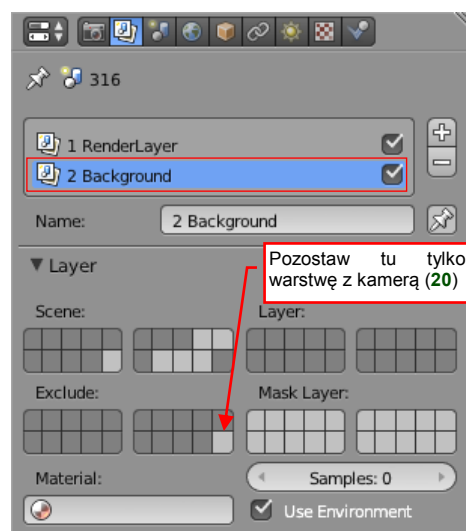 316
1 RenderLayer
2 Background
Name: 2 Background
Pozostaw tu tylko
warstwę z kamerą (20)
Layer
Scene: Layer:
Exclude: Mask Layer:
Material: Samples: 0
Use Environment